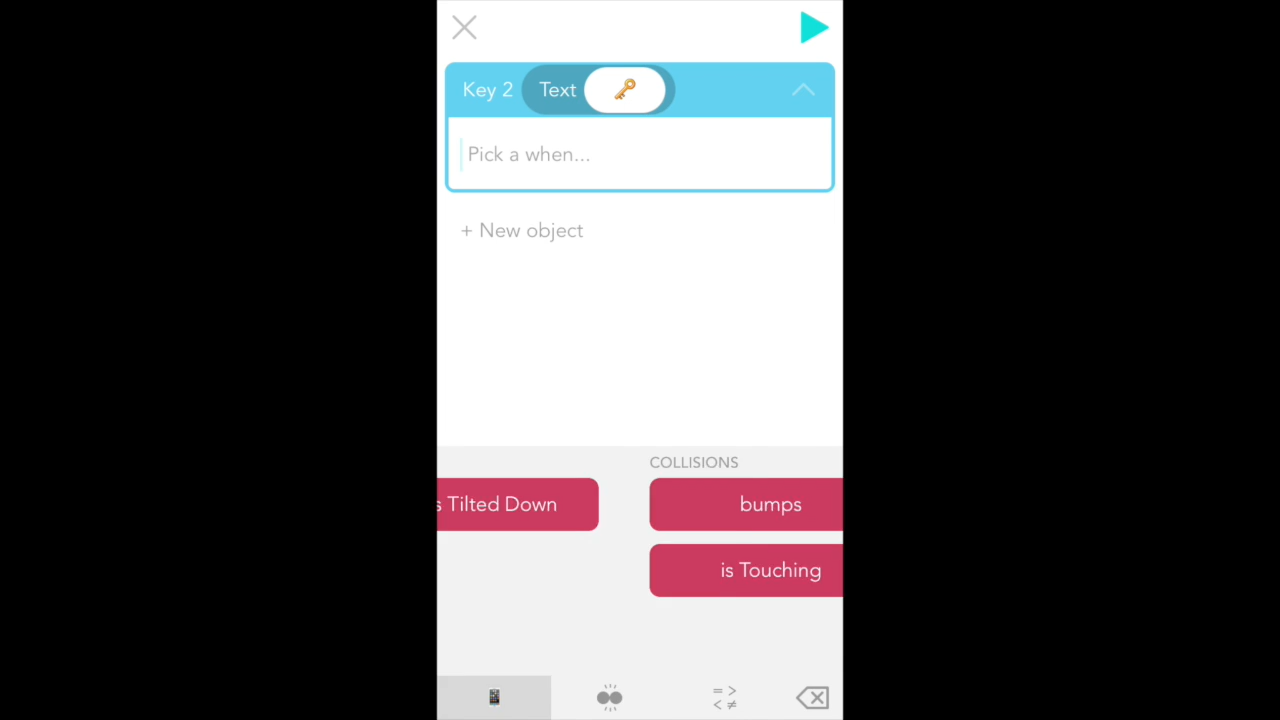 Key 2 Text
Pick a when...
+ New object
COLLISIONS
s Tilted Down
bumps
is Touching
= >
< ≠